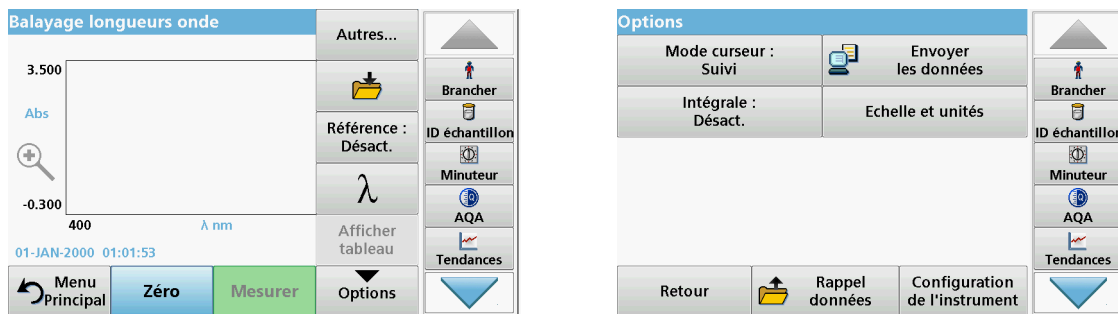 Balayage longueurs onde
Autres...
3.500
Abs
-0.300
400
λ nm
01-JAN-2000 01:01:53
Référence :
Désact.
λ
Afficher
tableau
Menu
Principal
Zéro
Mesurer
Options
Brancher
ID échantillon
Minuteur
AQA
Tendances
Options
Mode curseur :
Suivi
Envoyer
les données
Intégrale :
Désact.
Echelle et unités
Retour
Rappel
données
Configuration
de l'instrument
Brancher
ID échantillon
Minuteur
AQA
Tendances